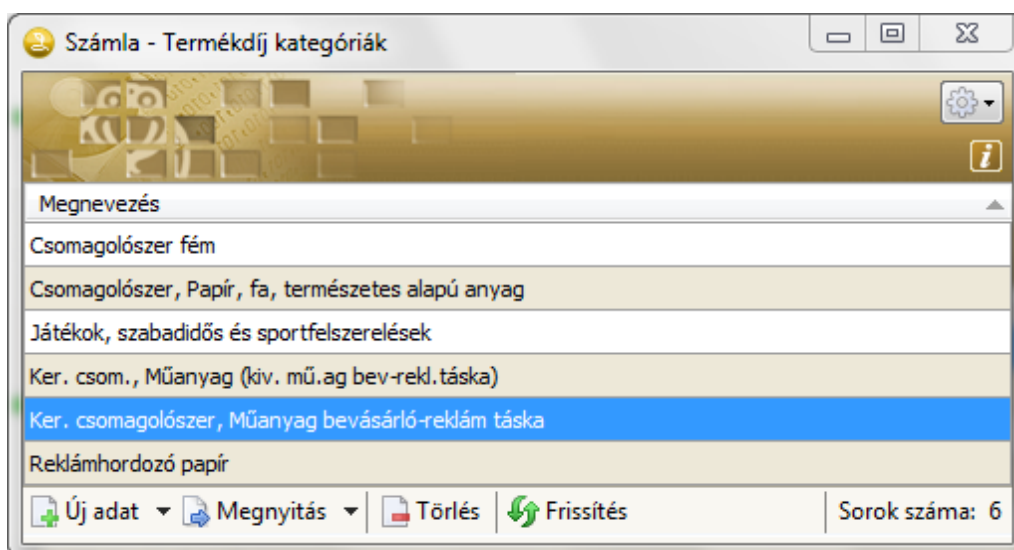 Számla - Termékdíj kategóriák
Megnevezés
Csomagolószer fém
Csomagolószer, Papír, fa, természetes alapú anyag
Játékok, szabadidős és sportfelszerelések
Ker. csom., Műanyag (kiv. mű.ag bev-rekl.táska)
Ker. csomagolószer, Műanyag bevásárló-reklám táska
Reklámhordozó papír
Új adat Megnyitás Törlés Frissítés Sorok száma: 6